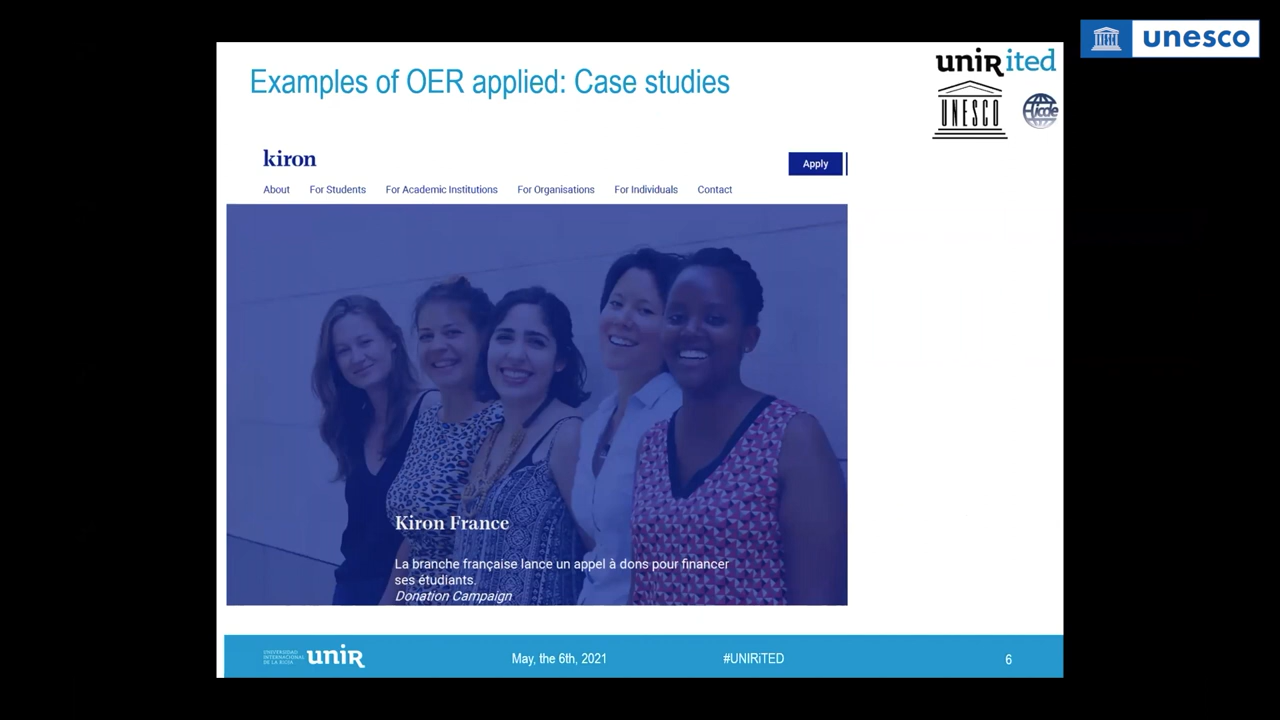 unesco
Examples of OER applied: Case studies
uniRited
UNESCO
icde
kiron
Apply
About For Students For Academic Institutions For Organisations For Individuals Contact
Kiron France
La branche française lance un appel à dons pour financer
ses étudiants.
Donation Campaign
UNIVERSIDAD
INTERNACIONAL
DE LA RIOJA
uniR
May, the 6th, 2021
#UNIRiTED
6